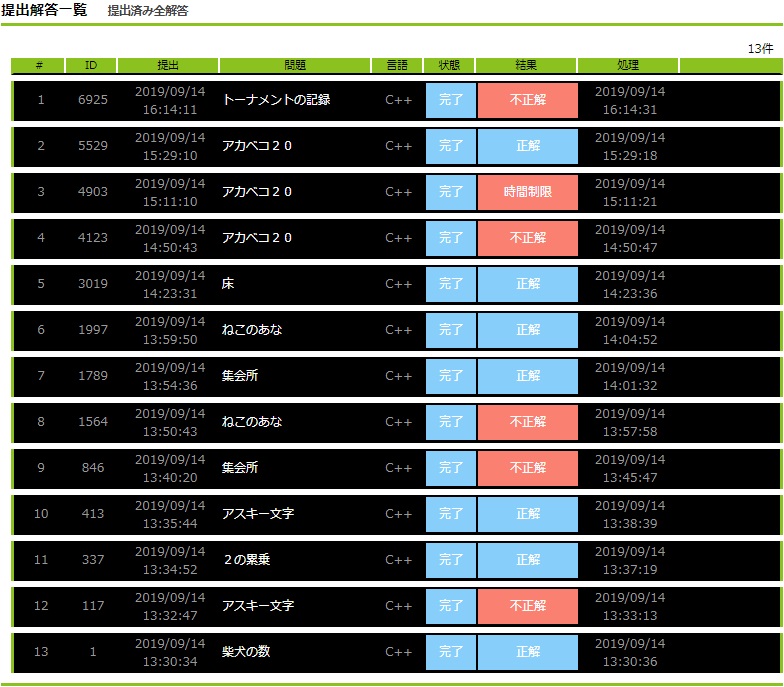 提出解答一覧 提出済み全解答
13件
# ID 提出 問題 言語 状態 結果 処理
1 6925 2019/09/14 16:14:11 トーナメントの記録 C++ 完了 不正解 2019/09/14 16:14:31
2 5529 2019/09/14 15:29:10 アカベコ２０ C++ 完了 正解 2019/09/14 15:29:18
3 4903 2019/09/14 15:11:10 アカベコ２０ C++ 完了 時間制限 2019/09/14 15:11:21
4 4123 2019/09/14 14:50:43 アカベコ２０ C++ 完了 不正解 2019/09/14 14:50:47
5 3019 2019/09/14 14:23:31 床 C++ 完了 正解 2019/09/14 14:23:36
6 1997 2019/09/14 13:59:50 ねこのあな C++ 完了 正解 2019/09/14 14:04:52
7 1789 2019/09/14 13:54:36 集会所 C++ 完了 正解 2019/09/14 14:01:32
8 1564 2019/09/14 13:50:43 ねこのあな C++ 完了 不正解 2019/09/14 13:57:58
9 846 2019/09/14 13:40:20 集会所 C++ 完了 不正解 2019/09/14 13:45:47
10 413 2019/09/14 13:35:44 アスキー文字 C++ 完了 正解 2019/09/14 13:38:39
11 337 2019/09/14 13:34:52 ２の累乗 C++ 完了 正解 2019/09/14 13:37:19
12 117 2019/09/14 13:32:47 アスキー文字 C++ 完了 不正解 2019/09/14 13:33:13
13 1 2019/09/14 13:30:34 柴犬の数 C++ 完了 正解 2019/09/14 13:30:36